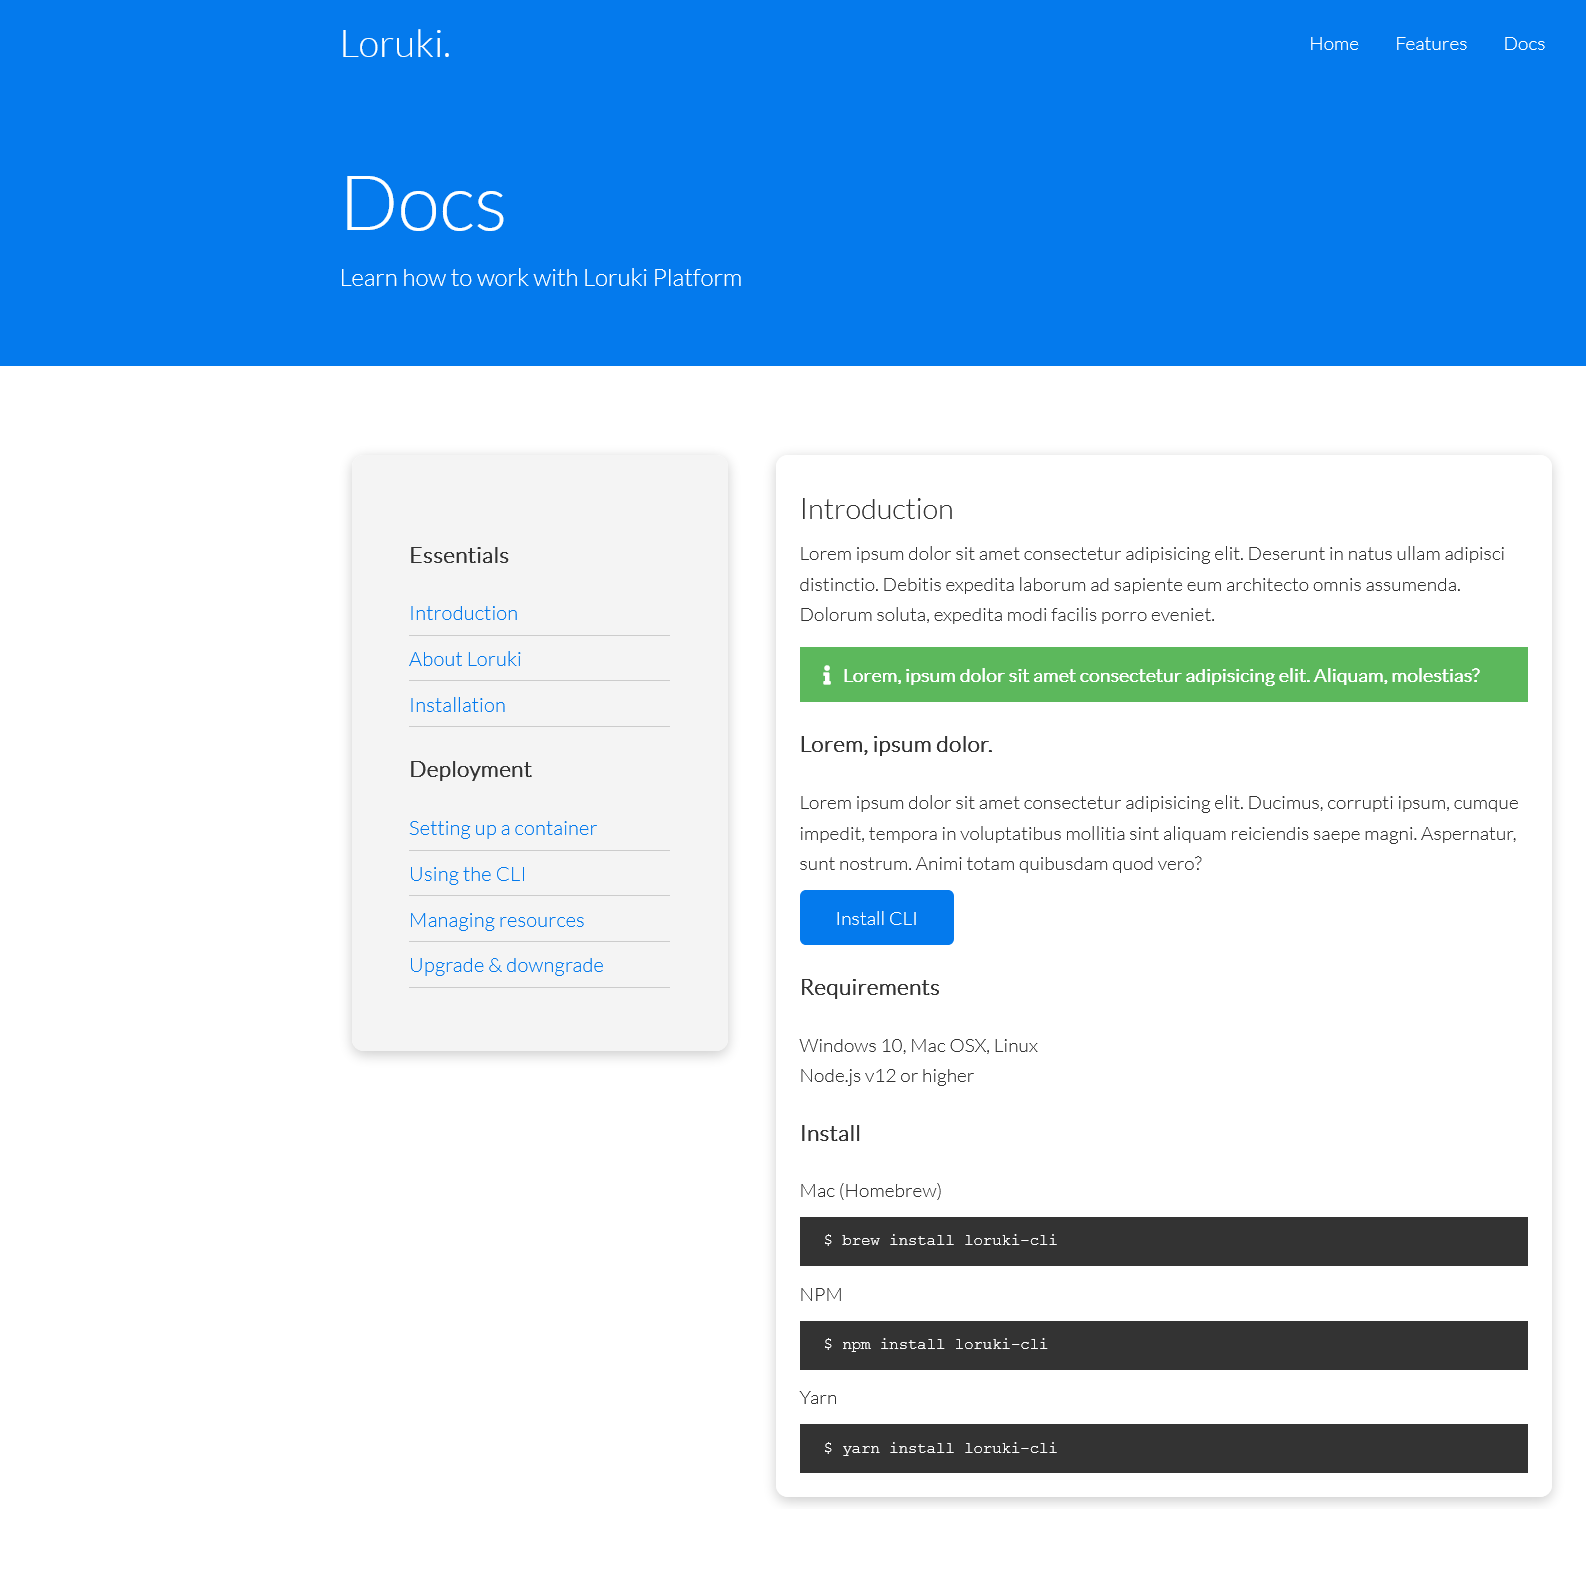 Loruki.
Home
Features
Docs
Docs
Learn how to work with Loruki Platform
Essentials
Introduction
About Loruki
Installation
Deployment
Setting up a container
Using the CLI
Managing resources
Upgrade & downgrade
Introduction
Lorem ipsum dolor sit amet consectetur adipisicing elit. Deserunt in natus ullam adipisci
distinctio. Debitis expedita laborum ad sapiente eum architecto omnis assumenda.
Dolorum soluta, expedita modi facilis porro eveniet.
Lorem, ipsum dolor sit amet consectetur adipisicing elit. Aliquam, molestias?
Lorem, ipsum dolor.
Lorem ipsum dolor sit amet consectetur adipisicing elit. Ducimus, corrupti ipsum, cumque
impedit, tempora in voluptatibus mollitia sint aliquam reiciendis saepe magni. Aspernatur,
sunt nostrum. Animi totam quibusdam quod vero?
Install CLI
Requirements
Windows 10, Mac OSX, Linux
Node.js v12 or higher
Install
Mac (Homebrew)
$ brew install loruki-cli
NPM
$ npm install loruki-cli
Yarn
$ yarn install loruki-cli